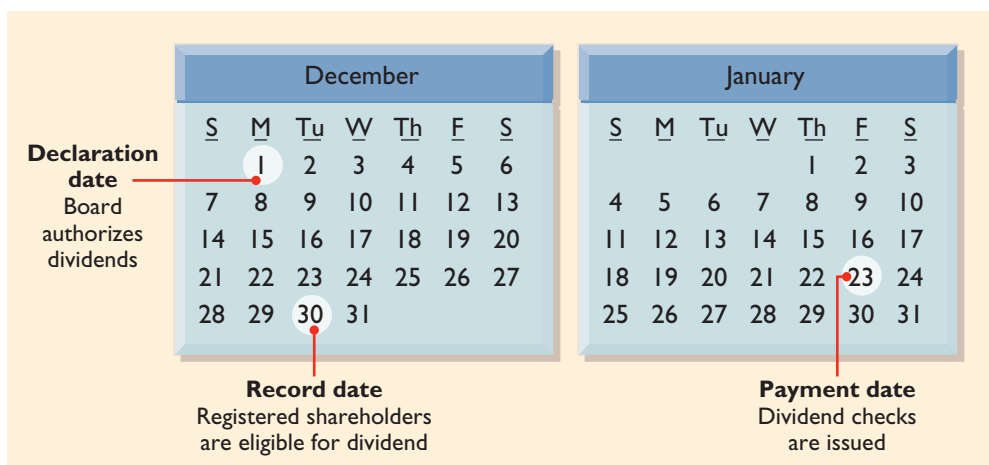 December
S M Tu W Th F S
1 2 3 4 5 6
7 8 9 10 11 12 13
14 15 16 17 18 19 20
21 22 23 24 25 26 27
28 29 30 31
January
S M Tu W Th F S
1 2 3
4 5 6 7 8 9 10
11 12 13 14 15 16 17
18 19 20 21 22 23 24
25 26 27 28 29 30 31
Declaration
date
Board
authorizes
dividends
Record date
Registered shareholders
are eligible for dividend
Payment date
Dividend checks
are issued